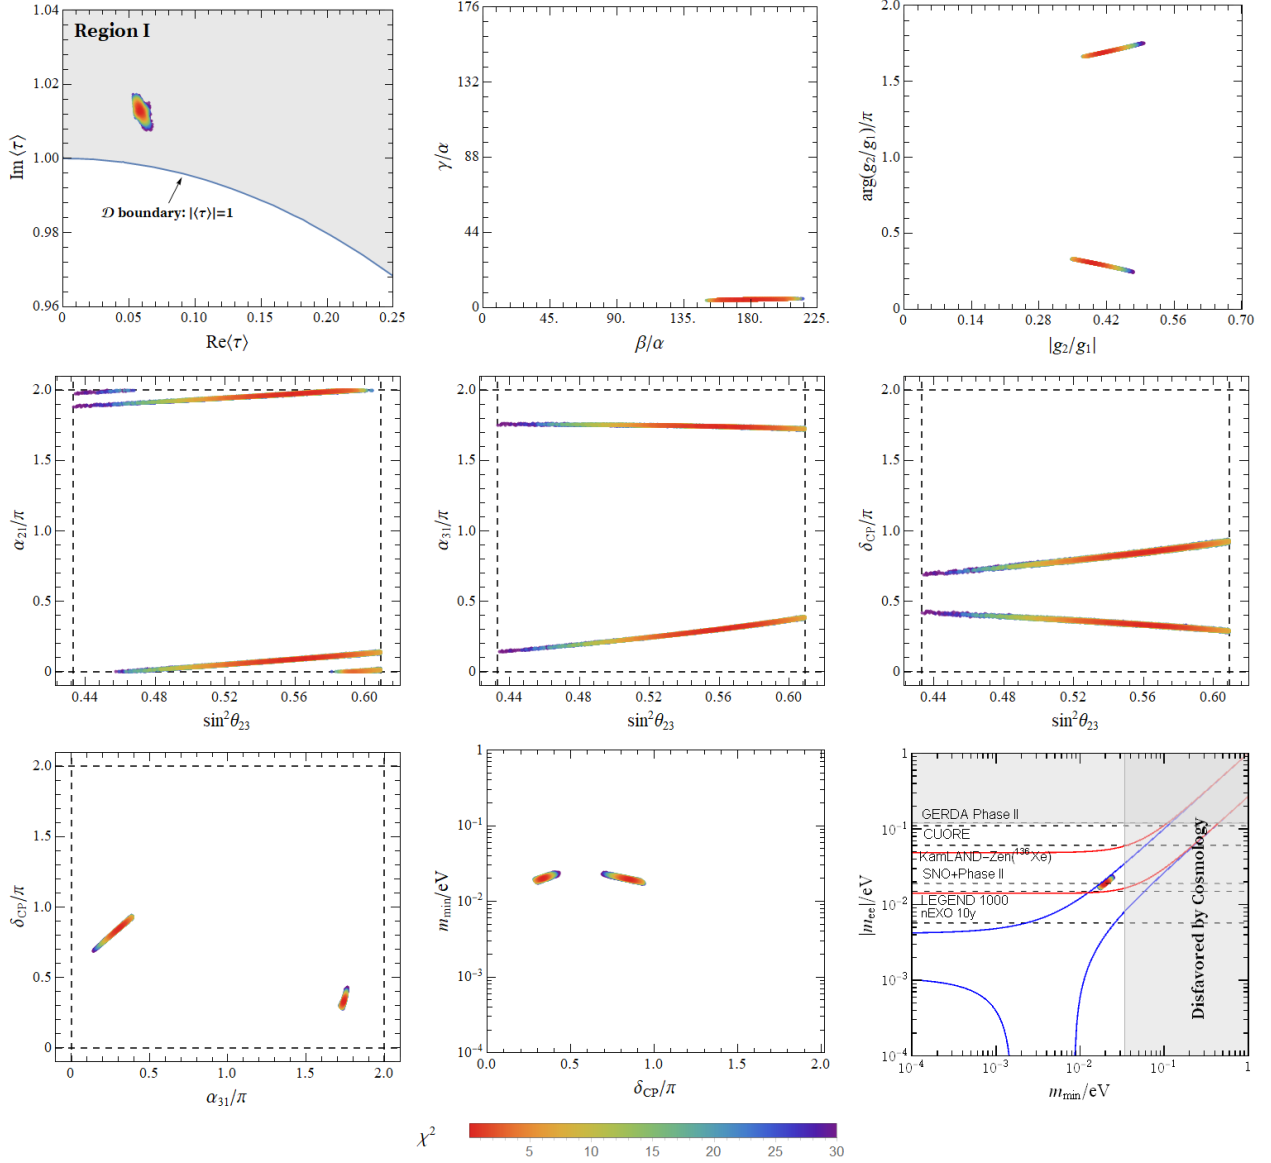 Region I
1.04
1.02
1.00
0.98
0.96
Im ⟨τ⟩
𝒟 boundary: |⟨τ⟩|=1
0 0.05 0.10 0.15 0.20 0.25
Re⟨τ⟩
176
132
88
44
0
γ/α
0 45. 90. 135. 180. 225.
β/α
2.0
1.5
1.0
0.5
0
arg(g₂/g₁)/π
0 0.14 0.28 0.42 0.56 0.70
|g₂/g₁|
2.0
1.5
1.0
0.5
0
α₂₁/π
0.44 0.48 0.52 0.56 0.60
sin²θ₂₃
2.0
1.5
1.0
0.5
0
α₃₁/π
0.44 0.48 0.52 0.56 0.60
sin²θ₂₃
2.0
1.5
1.0
0.5
0
δCP/π
0.44 0.48 0.52 0.56 0.60
sin²θ₂₃
2.0
1.5
1.0
0.5
0
δCP/π
0 0.5 1.0 1.5 2.0
α₃₁/π
1
10⁻¹
10⁻²
10⁻³
10⁻⁴
mmin/eV
0.0 0.5 1.0 1.5 2.0
δCP/π
1
10⁻¹
10⁻²
10⁻³
10⁻⁴
|mee|/eV
GERDA Phase II
CUORE
KamLAND-Zen(¹³⁶Xe)
SNO+Phase II
LEGEND 1000
nEXO 10y
Disfavored by Cosmology
10⁻⁴ 10⁻³ 10⁻² 10⁻¹ 1
mmin/eV
χ²
5 10 15 20 25 30